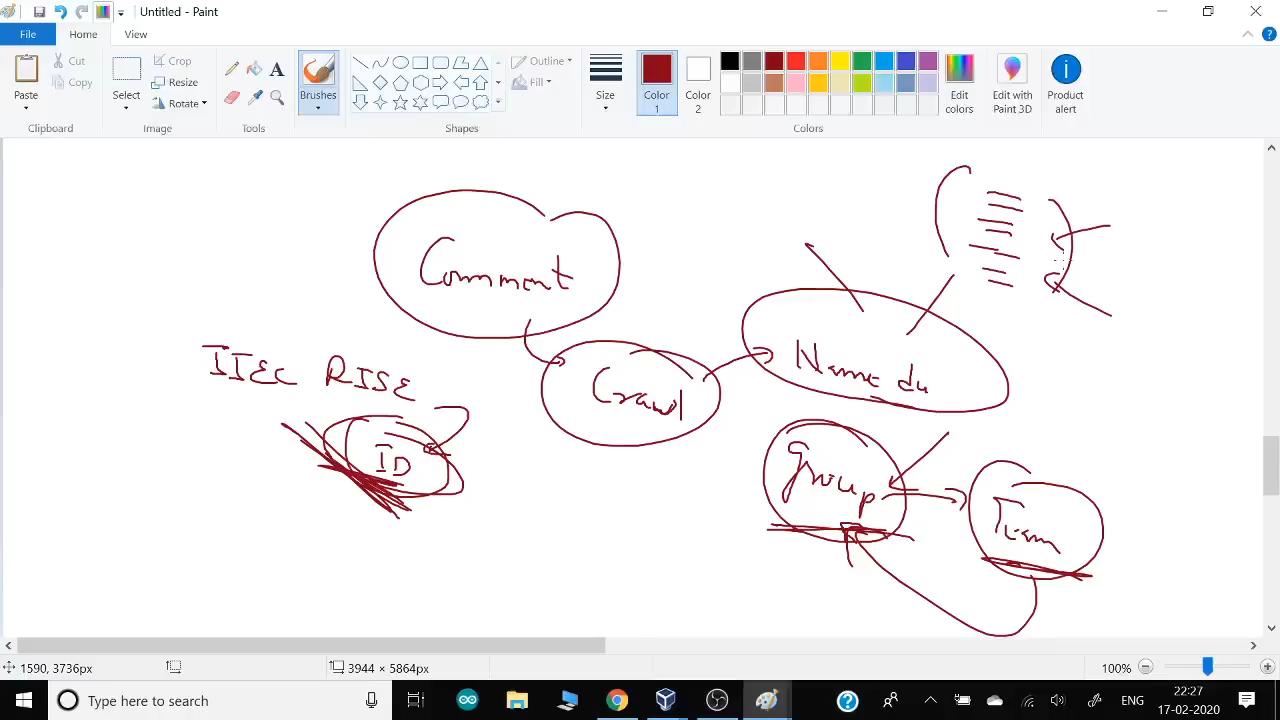 Untitled - Paint
File
Home
View
Paste
Cut
Copy
Clipboard
Select
Crop
Resize
Rotate
Image
Tools
Brushes
Shapes
Outline
Fill
Size
Color
1
Color
2
Colors
Edit
colors
Edit with
Paint 3D
Product
alert
Comment
IIEC RISE
ID
Crawl
Name du
Group
Team
1590, 3736px
3944 × 5864px
100%
Type here to search
ENG
22:27
17-02-2020